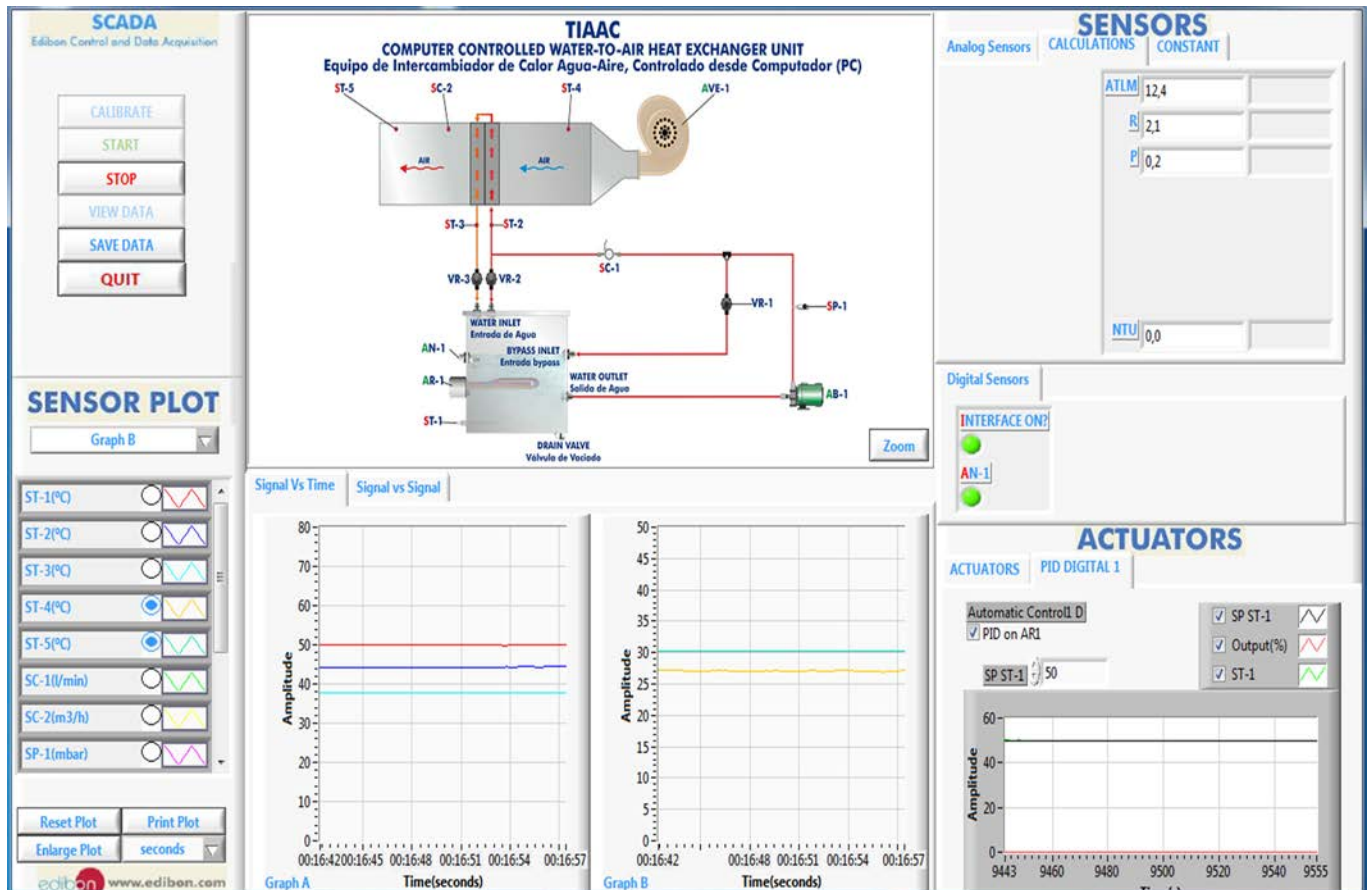 SCADA
Edibon Control and Data Acquisition
CALIBRATE
START
STOP
VIEW DATA
SAVE DATA
QUIT
SENSOR PLOT
Graph B
ST-1(ºC)
ST-2(ºC)
ST-3(ºC)
ST-4(ºC)
ST-5(ºC)
SC-1(l/min)
SC-2(m3/h)
SP-1(mbar)
Reset Plot Print Plot
Enlarge Plot seconds
edibon www.edibon.com
TIAAC
COMPUTER CONTROLLED WATER-TO-AIR HEAT EXCHANGER UNIT
Equipo de Intercambiador de Calor Agua-Aire, Controlado desde Computador (PC)
ST-5 SC-2 ST-4 AVE-1
AIR AIR
ST-3 ST-2
SC-1
VR-3 VR-2
VR-1 SP-1
WATER INLET
Entrada de Agua
AN-1
BYPASS INLET
Entrada bypass
AR-1
WATER OUTLET
Salida de Agua
AB-1
ST-1
DRAIN VALVE
Válvula de Vaciado
Zoom
Signal Vs Time Signal vs Signal
80
70
60
50
40
30
20
10
0
Amplitude
00:16:42 00:16:45 00:16:48 00:16:51 00:16:54 00:16:57
Graph A Time(seconds)
50
45
40
35
30
25
20
15
10
5
0
Amplitude
00:16:42 00:16:48 00:16:51 00:16:54 00:16:57
Graph B Time(seconds)
SENSORS
Analog Sensors CALCULATIONS CONSTANT
ATLM 12,4
R 2,1
P 0,2
NTU 0,0
Digital Sensors
INTERFACE ON?
AN-1
ACTUATORS
ACTUATORS PID DIGITAL 1
Automatic Control1 D
PID on AR1
SP ST-1 50
SP ST-1
Output(%)
ST-1
60
40
20
0
Amplitude
9443 9460 9480 9500 9520 9540 9555